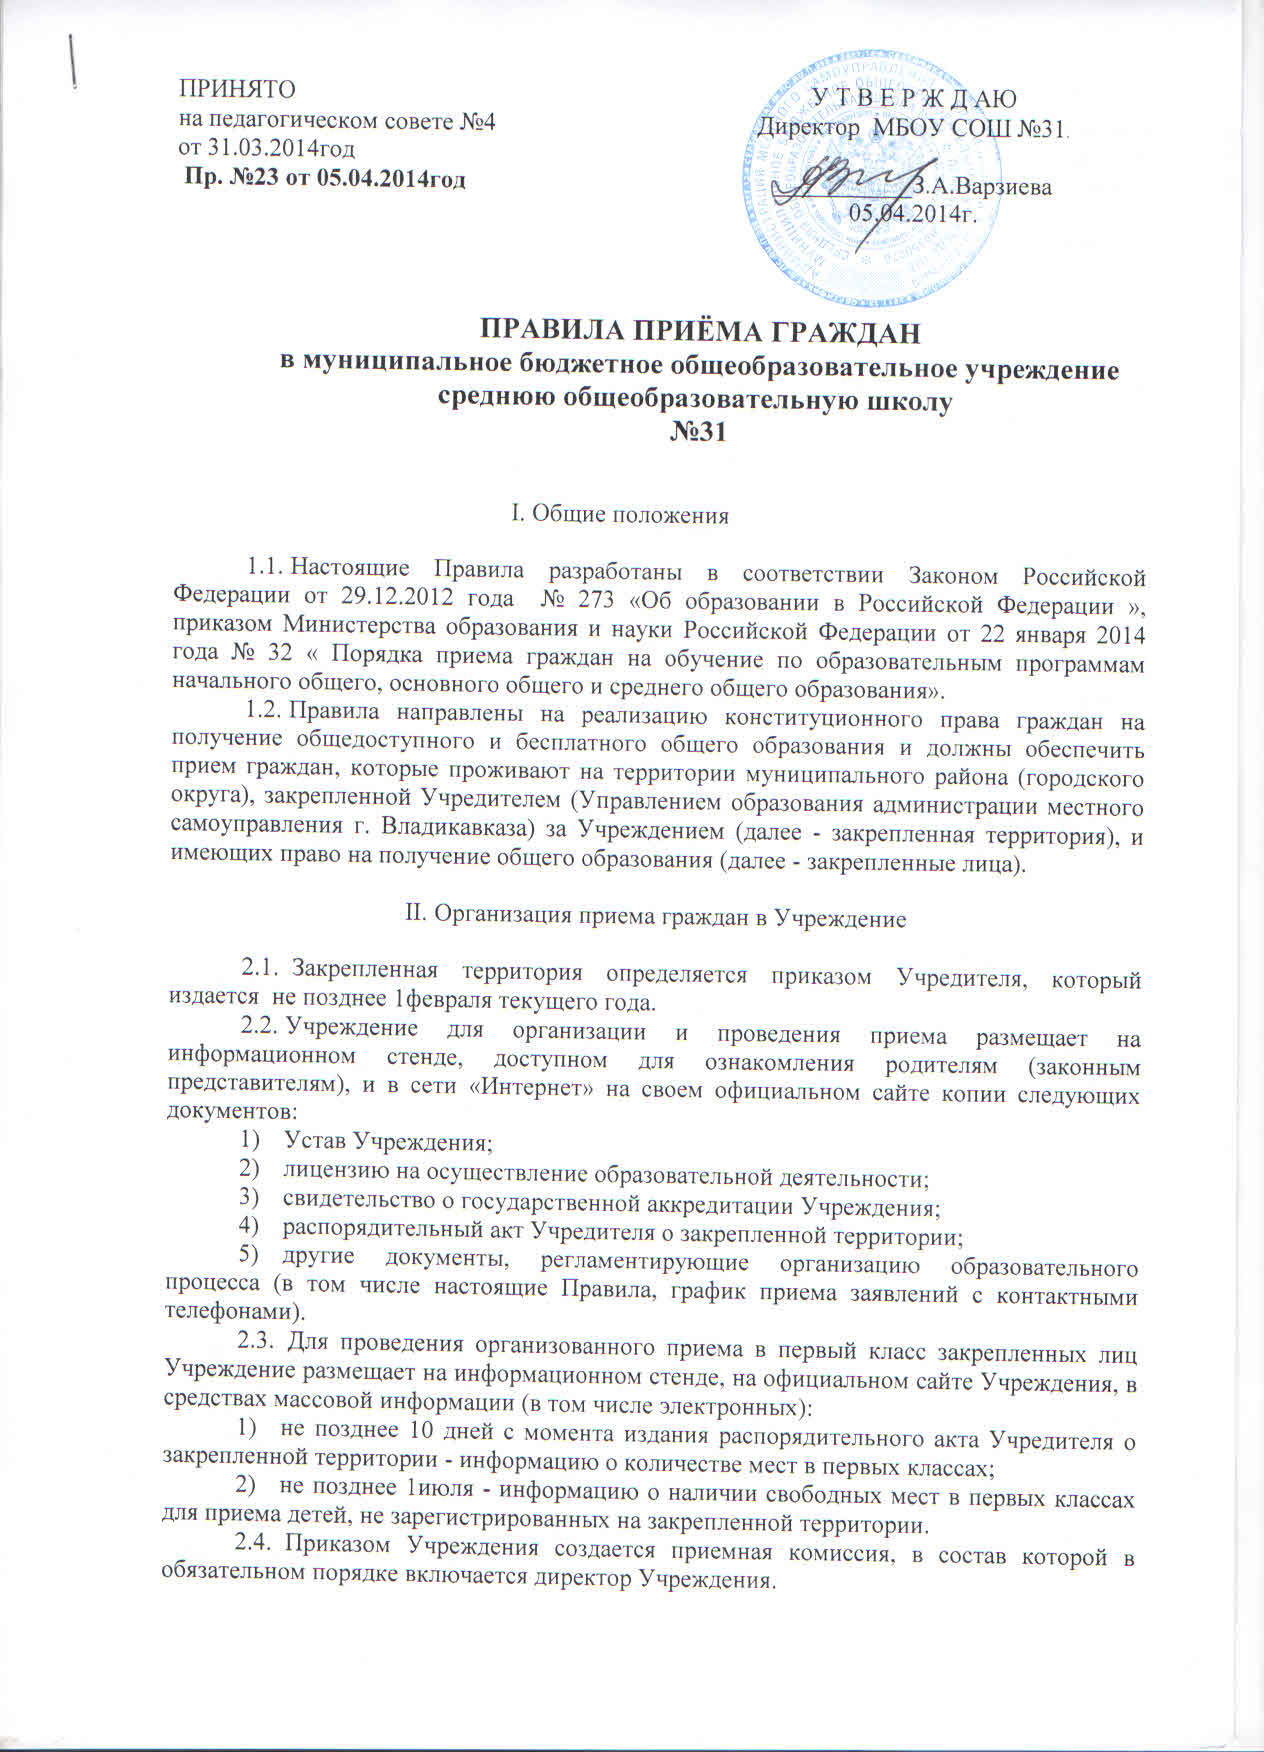 ПРИНЯТО
на педагогическом совете №4
от 31.03.2014год
Пр. №23 от 05.04.2014год
У Т В Е Р Ж Д АЮ
Директор МБОУ СОШ №31.
З.А.Варзиева
05.04.2014г.
ПРАВИЛА ПРИЁМА ГРАЖДАН
в муниципальное бюджетное общеобразовательное учреждение
среднюю общеобразовательную школу
№31
I. Общие положения
1.1. Настоящие Правила разработаны в соответствии Законом Российской
Федерации от 29.12.2012 года № 273 «Об образовании в Российской Федерации »,
приказом Министерства образования и науки Российской Федерации от 22 января 2014
года № 32 « Порядка приема граждан на обучение по образовательным программам
начального общего, основного общего и среднего общего образования».
1.2. Правила направлены на реализацию конституционного права граждан на
получение общедоступного и бесплатного общего образования и должны обеспечить
прием граждан, которые проживают на территории муниципального района (городского
округа), закрепленной Учредителем (Управлением образования администрации местного
самоуправления г. Владикавказа) за Учреждением (далее - закрепленная территория), и
имеющих право на получение общего образования (далее - закрепленные лица).
II. Организация приема граждан в Учреждение
2.1. Закрепленная территория определяется приказом Учредителя, который
издается не позднее 1февраля текущего года.
2.2. Учреждение для организации и проведения приема размещает на
информационном стенде, доступном для ознакомления родителям (законным
представителям), и в сети «Интернет» на своем официальном сайте копии следующих
документов:
1) Устав Учреждения;
2) лицензию на осуществление образовательной деятельности;
3) свидетельство о государственной аккредитации Учреждения;
4) распорядительный акт Учредителя о закрепленной территории;
5) другие документы, регламентирующие организацию образовательного
процесса (в том числе настоящие Правила, график приема заявлений с контактными
телефонами).
2.3. Для проведения организованного приема в первый класс закрепленных лиц
Учреждение размещает на информационном стенде, на официальном сайте Учреждения, в
средствах массовой информации (в том числе электронных):
1) не позднее 10 дней с момента издания распорядительного акта Учредителя о
закрепленной территории - информацию о количестве мест в первых классах;
2) не позднее 1июля - информацию о наличии свободных мест в первых классах
для приема детей, не зарегистрированных на закрепленной территории.
2.4. Приказом Учреждения создается приемная комиссия, в состав которой в
обязательном порядке включается директор Учреждения.